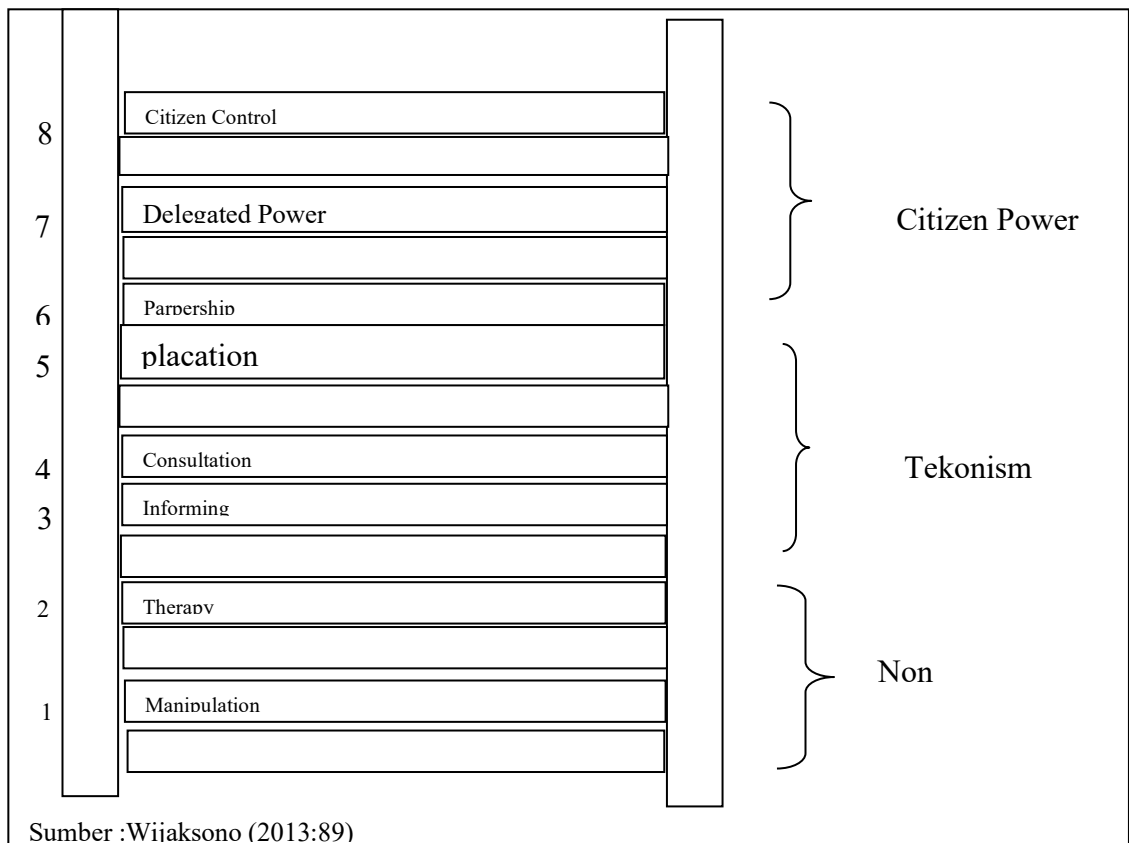 8 Citizen Control
7 Delegated Power
Citizen Power
6 Parpership
5 placation
4 Consultation
Tekonism
3 Informing
2 Therapy
Non
1 Manipulation
Sumber :Wijaksono (2013:89)